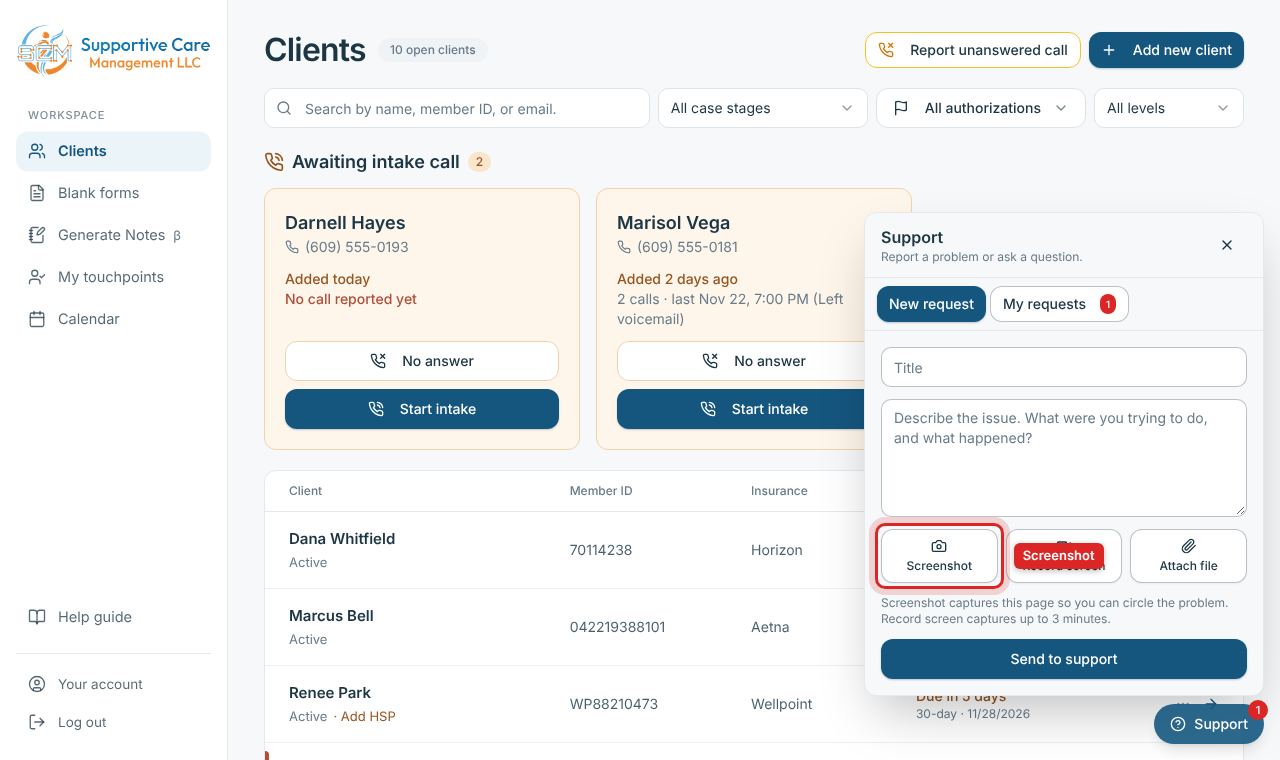 SCM Supportive Care
Management LLC
WORKSPACE
Clients
Blank forms
Generate Notes β
My touchpoints
Calendar
Help guide
Your account
Log out
Clients 10 open clients
Report unanswered call
+ Add new client
Search by name, member ID, or email.
All case stages
All authorizations
All levels
Awaiting intake call 2
Darnell Hayes
(609) 555-0193
Added today
No call reported yet
No answer
Start intake
Marisol Vega
(609) 555-0181
Added 2 days ago
2 calls · last Nov 22, 7:00 PM (Left
voicemail)
No answer
Start intake
Client Member ID Insurance
Dana Whitfield
Active
70114238
Horizon
Marcus Bell
Active
042219388101
Aetna
Renee Park
Active · Add HSP
WP88210473
Wellpoint
Due in 5 days
30-day · 11/28/2026
Support
Report a problem or ask a question.
New request
My requests 1
Title
Describe the issue. What were you trying to do,
and what happened?
Screenshot
Screenshot
Attach file
Screenshot captures this page so you can circle the problem.
Record screen captures up to 3 minutes.
Send to support
Support 1